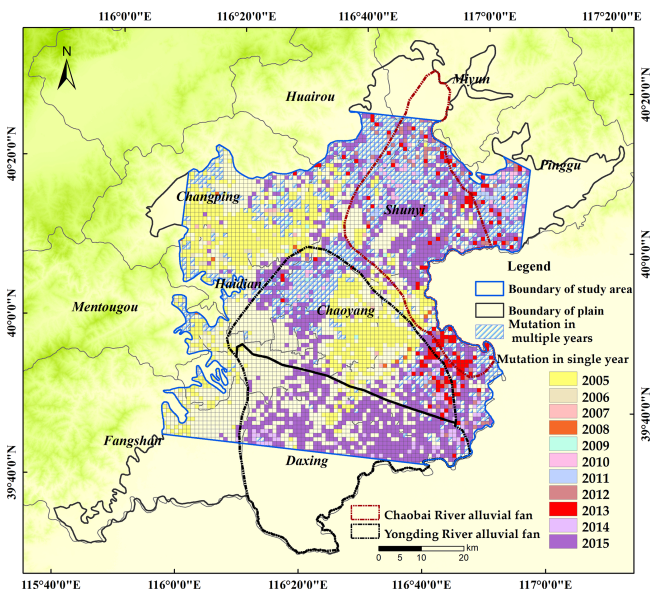 116°0'0"E 116°20'0"E 116°40'0"E 117°0'0"E 117°20'0"E
N
Miyun
Huairou
40°20'0"N
40°20'0"N
Pinggu
Changping
Shunyi
40°0'0"N
Legend
Haidian
Boundary of study area
Mentougou
Chaoyang
Boundary of plain
40°0'0"N
Mutation in
multiple years
Mutation in single year
2005
2006
2007
39°40'0"N
2008
Fangshan
2009
Daxing
2010
39°40'0"N
2011
2012
Chaobai River alluvial fan
2013
Yongding River alluvial fan
2014
km
2015
0 5 10 20
115°40'0"E 116°0'0"E 116°20'0"E 116°40'0"E 117°0'0"E